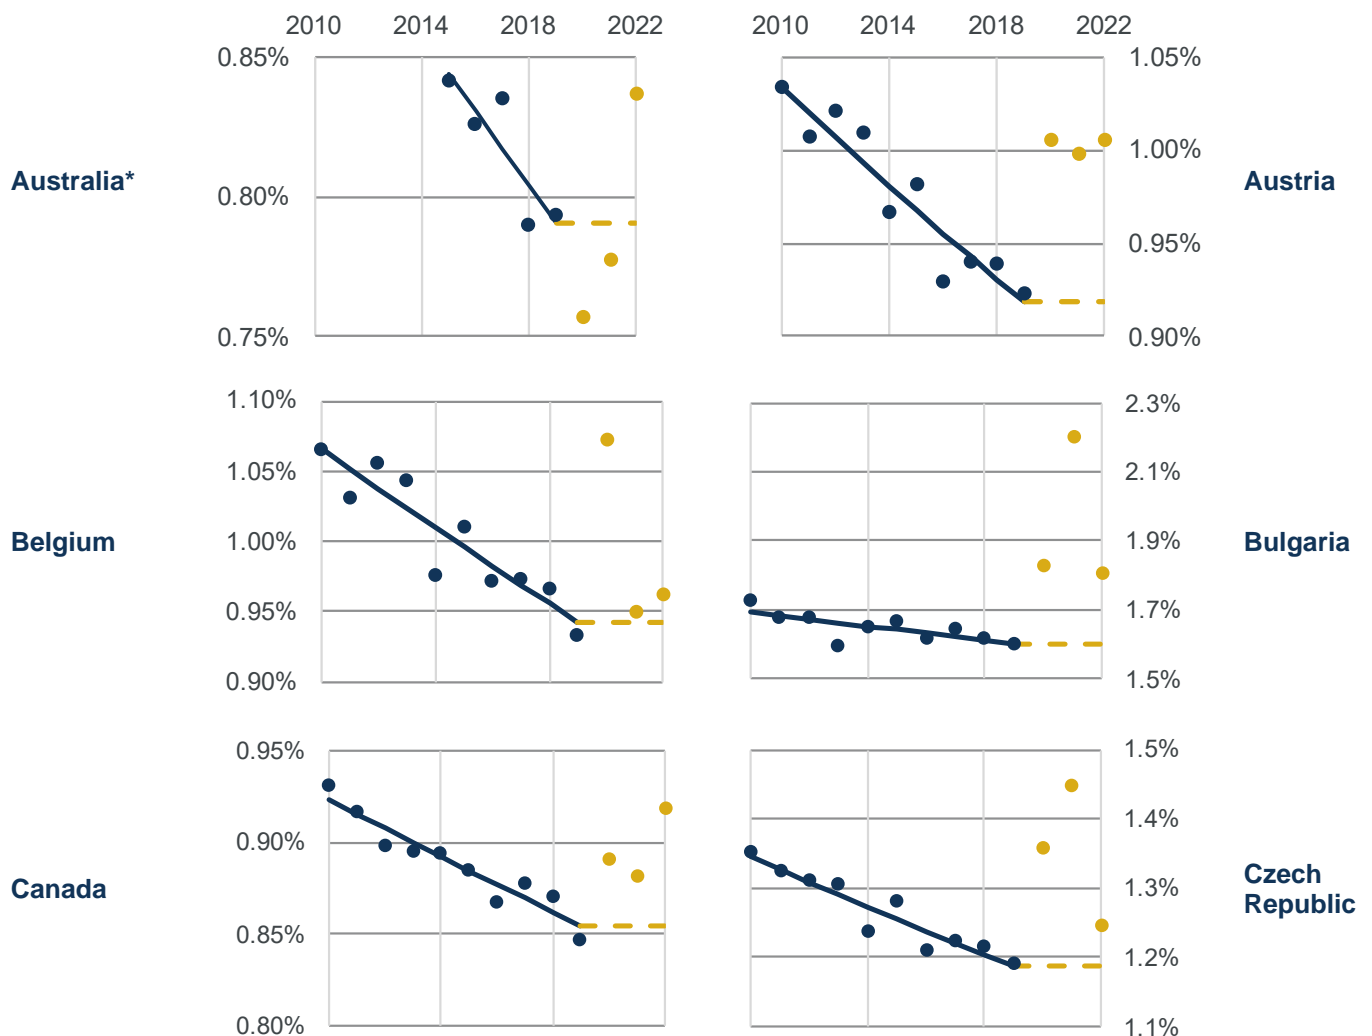 2010 2014 2018 2022 2010 2014 2018 2022
0.85% 1.05%
1.00%
Australia* 0.80% Austria
0.95%
0.75% 0.90%
1.10% 2.3%
1.05% 2.1%
Belgium 1.00% 1.9% Bulgaria
0.95% 1.7%
0.90% 1.5%
0.95% 1.5%
0.90% 1.4%
Canada 1.3% Czech
Republic
0.85% 1.2%
0.80% 1.1%